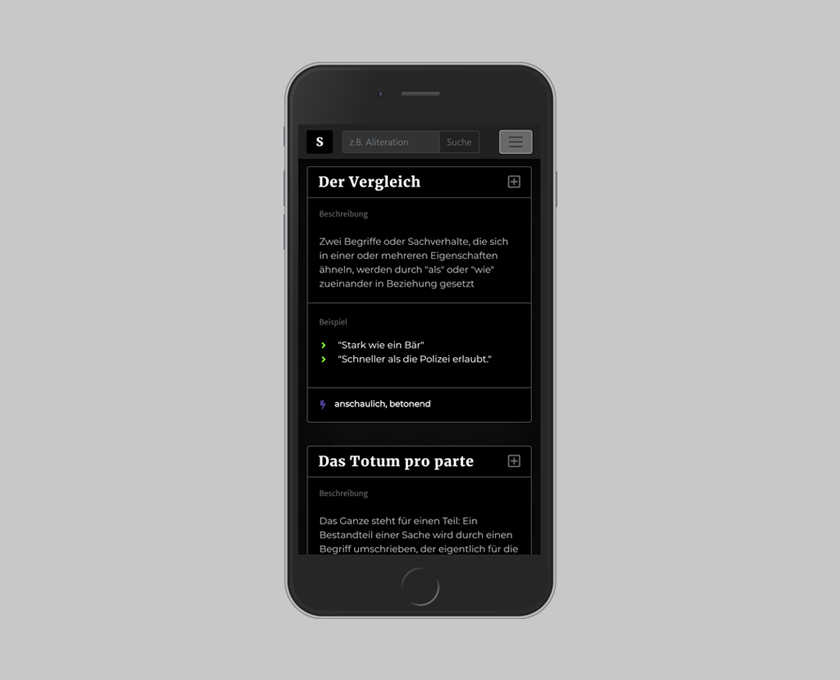 S
z.B. Aliteration
Suche
Der Vergleich
Beschreibung
Zwei Begriffe oder Sachverhalte, die sich
in einer oder mehreren Eigenschaften
ähneln, werden durch "als" oder "wie"
zueinander in Beziehung gesetzt
Beispiel
"Stark wie ein Bär"
"Schneller als die Polizei erlaubt."
anschaulich, betonend
Das Totum pro parte
Beschreibung
Das Ganze steht für einen Teil: Ein
Bestandteil einer Sache wird durch einen
Begriff umschrieben, der eigentlich für die